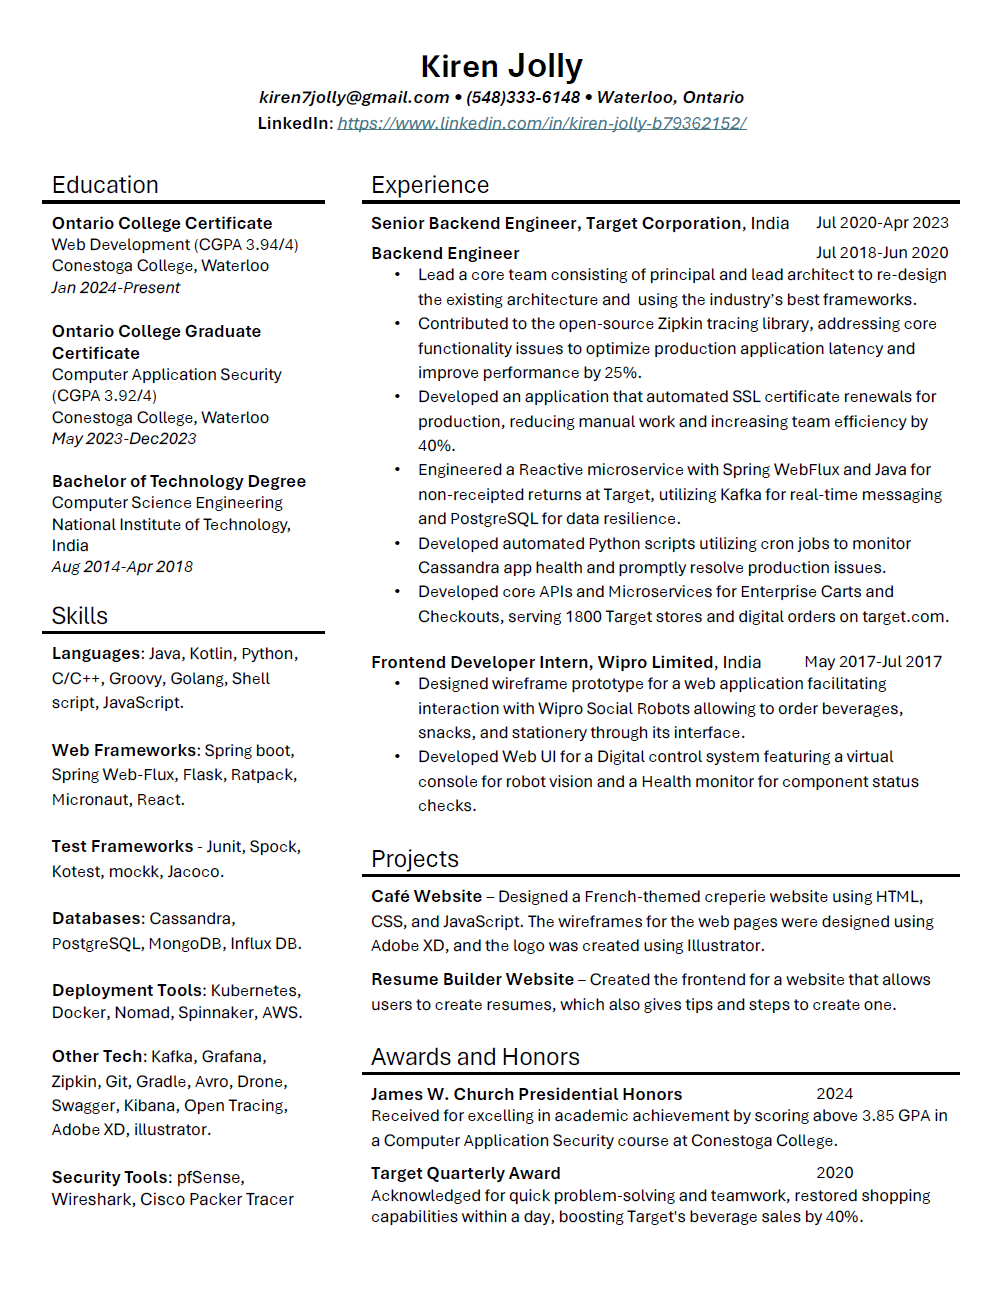 Kiren Jolly
kiren7jolly@gmail.com • (548)333-6148 • Waterloo, Ontario
LinkedIn: https://www.linkedin.com/in/kiren-jolly-b79362152/
Education
Ontario College Certificate
Web Development (CGPA 3.94/4)
Conestoga College, Waterloo
Jan 2024-Present
Ontario College Graduate
Certificate
Computer Application Security
(CGPA 3.92/4)
Conestoga College, Waterloo
May 2023-Dec2023
Bachelor of Technology Degree
Computer Science Engineering
National Institute of Technology,
India
Aug 2014-Apr 2018
Skills
Languages: Java, Kotlin, Python,
C/C++, Groovy, Golang, Shell
script, JavaScript.
Web Frameworks: Spring boot,
Spring Web-Flux, Flask, Ratpack,
Micronaut, React.
Test Frameworks - Junit, Spock,
Kotest, mockk, Jacoco.
Databases: Cassandra,
PostgreSQL, MongoDB, Influx DB.
Deployment Tools: Kubernetes,
Docker, Nomad, Spinnaker, AWS.
Other Tech: Kafka, Grafana,
Zipkin, Git, Gradle, Avro, Drone,
Swagger, Kibana, Open Tracing,
Adobe XD, illustrator.
Security Tools: pfSense,
Wireshark, Cisco Packer Tracer
Experience
Senior Backend Engineer, Target Corporation, India Jul 2020-Apr 2023
Backend Engineer Jul 2018-Jun 2020
• Lead a core team consisting of principal and lead architect to re-design
the existing architecture and using the industry's best frameworks.
• Contributed to the open-source Zipkin tracing library, addressing core
functionality issues to optimize production application latency and
improve performance by 25%.
• Developed an application that automated SSL certificate renewals for
production, reducing manual work and increasing team efficiency by
40%.
• Engineered a Reactive microservice with Spring WebFlux and Java for
non-receipted returns at Target, utilizing Kafka for real-time messaging
and PostgreSQL for data resilience.
• Developed automated Python scripts utilizing cron jobs to monitor
Cassandra app health and promptly resolve production issues.
• Developed core APIs and Microservices for Enterprise Carts and
Checkouts, serving 1800 Target stores and digital orders on target.com.
Frontend Developer Intern, Wipro Limited, India May 2017-Jul 2017
• Designed wireframe prototype for a web application facilitating
interaction with Wipro Social Robots allowing to order beverages,
snacks, and stationery through its interface.
• Developed Web UI for a Digital control system featuring a virtual
console for robot vision and a Health monitor for component status
checks.
Projects
Café Website – Designed a French-themed creperie website using HTML,
CSS, and JavaScript. The wireframes for the web pages were designed using
Adobe XD, and the logo was created using Illustrator.
Resume Builder Website – Created the frontend for a website that allows
users to create resumes, which also gives tips and steps to create one.
Awards and Honors
James W. Church Presidential Honors 2024
Received for excelling in academic achievement by scoring above 3.85 GPA in
a Computer Application Security course at Conestoga College.
Target Quarterly Award 2020
Acknowledged for quick problem-solving and teamwork, restored shopping
capabilities within a day, boosting Target's beverage sales by 40%.